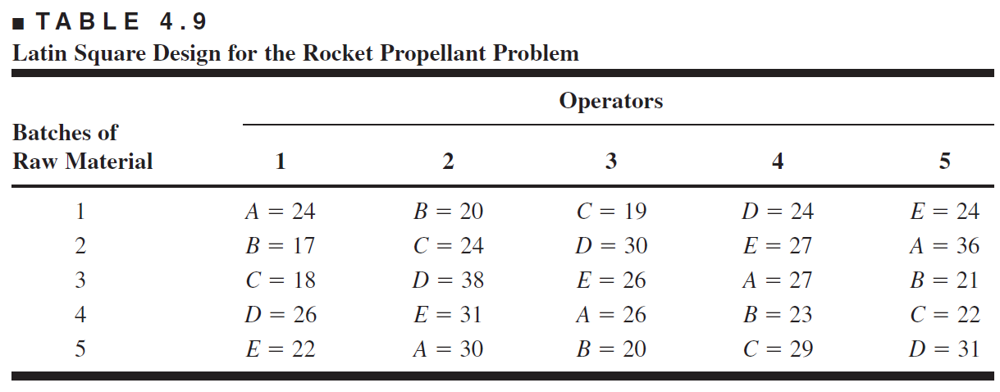 ■ TABLE 4.9
Latin Square Design for the Rocket Propellant Problem
Operators
Batches of
Raw Material 1 2 3 4 5
1 A = 24 B = 20 C = 19 D = 24 E = 24
2 B = 17 C = 24 D = 30 E = 27 A = 36
3 C = 18 D = 38 E = 26 A = 27 B = 21
4 D = 26 E = 31 A = 26 B = 23 C = 22
5 E = 22 A = 30 B = 20 C = 29 D = 31